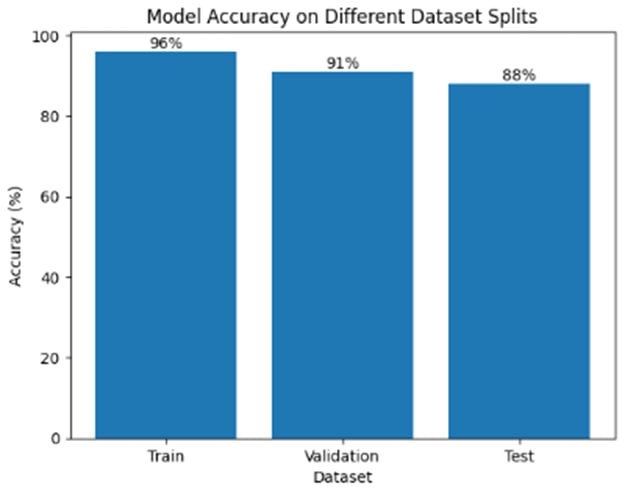 Model Accuracy on Different Dataset Splits
100
96%
91%
88%
80
60
40
20
0
Accuracy (%)
Train Validation Test
Dataset